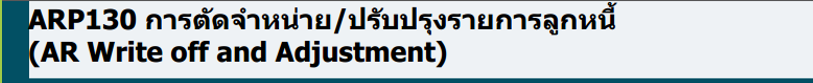 ARP130 การตัดจำหน่าย/ปรับปรุงรายการลูกหนี้
(AR Write off and Adjustment)